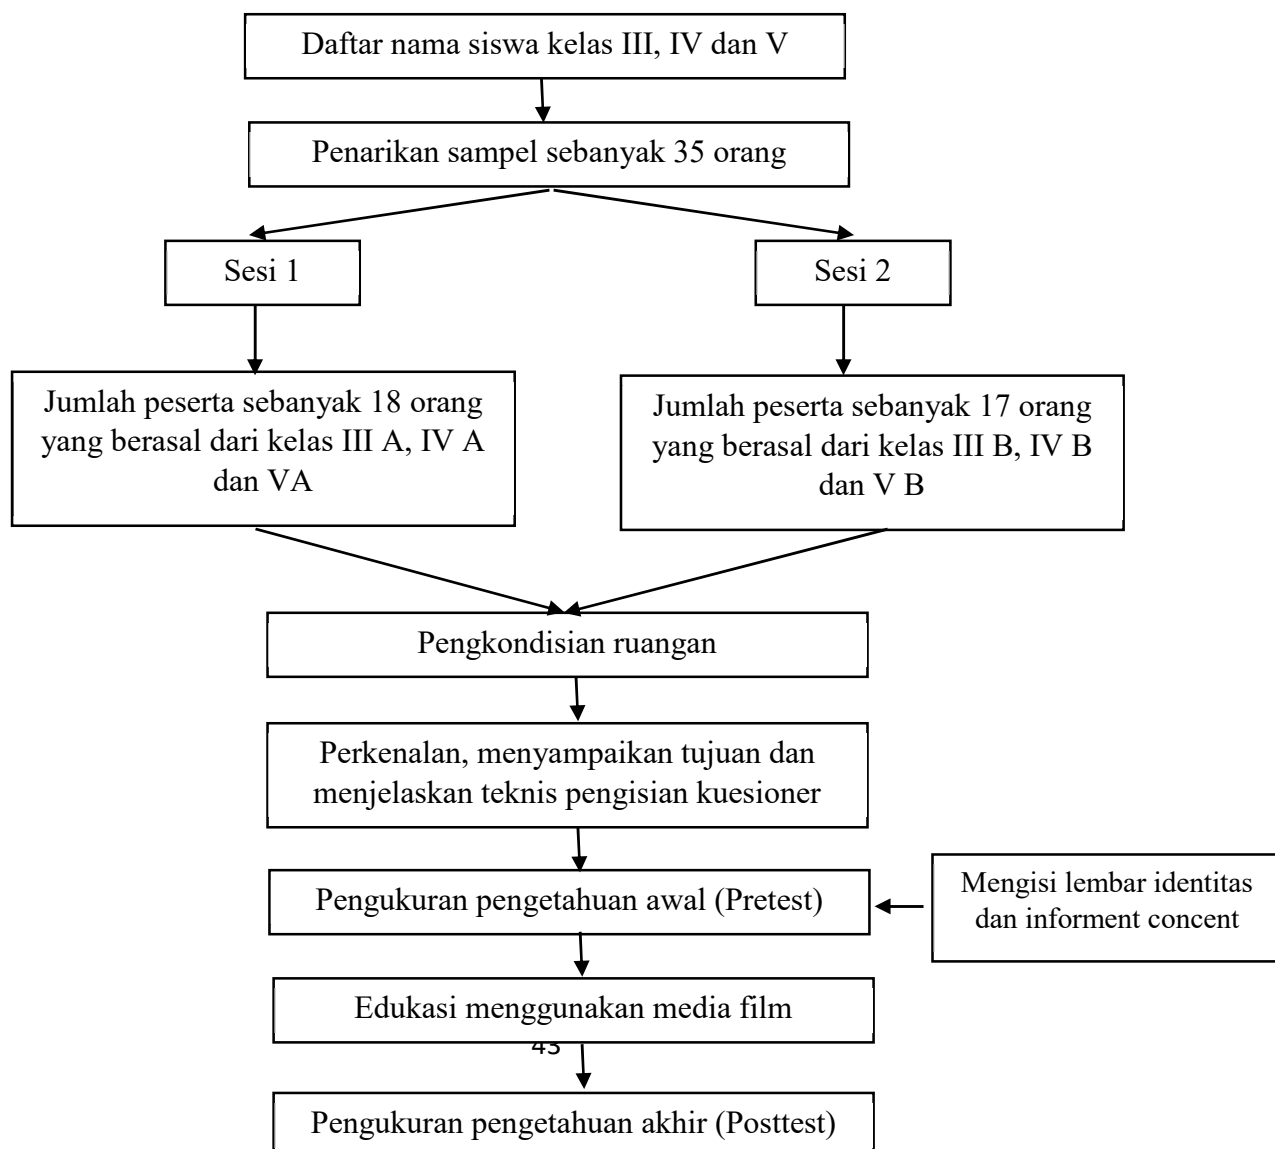 Daftar nama siswa kelas III, IV dan V
Penarikan sampel sebanyak 35 orang
Sesi 1
Sesi 2
Jumlah peserta sebanyak 18 orang
yang berasal dari kelas III A, IV A
dan VA
Jumlah peserta sebanyak 17 orang
yang berasal dari kelas III B, IV B
dan V B
Pengkondisian ruangan
Perkenalan, menyampaikan tujuan dan
menjelaskan teknis pengisian kuesioner
Pengukuran pengetahuan awal (Pretest)
Mengisi lembar identitas
dan informent concent
Edukasi menggunakan media film
43
Pengukuran pengetahuan akhir (Posttest)